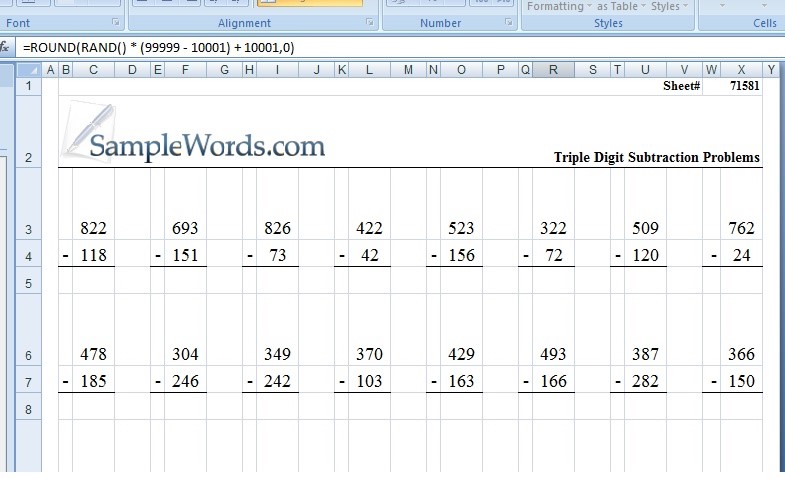 Formatting as Table Styles
Font Alignment Number Styles Cells
fx =ROUND(RAND() * (99999 - 10001) + 10001,0)
A B C D E F G H I J K L M N O P Q R S T U V W X Y
1 Sheet# 71581
SampleWords.com
2 Triple Digit Subtraction Problems
3 822 693 826 422 523 322 509 762
4 - 118 - 151 - 73 - 42 - 156 - 72 - 120 - 24
5
6 478 304 349 370 429 493 387 366
7 - 185 - 246 - 242 - 103 - 163 - 166 - 282 - 150
8